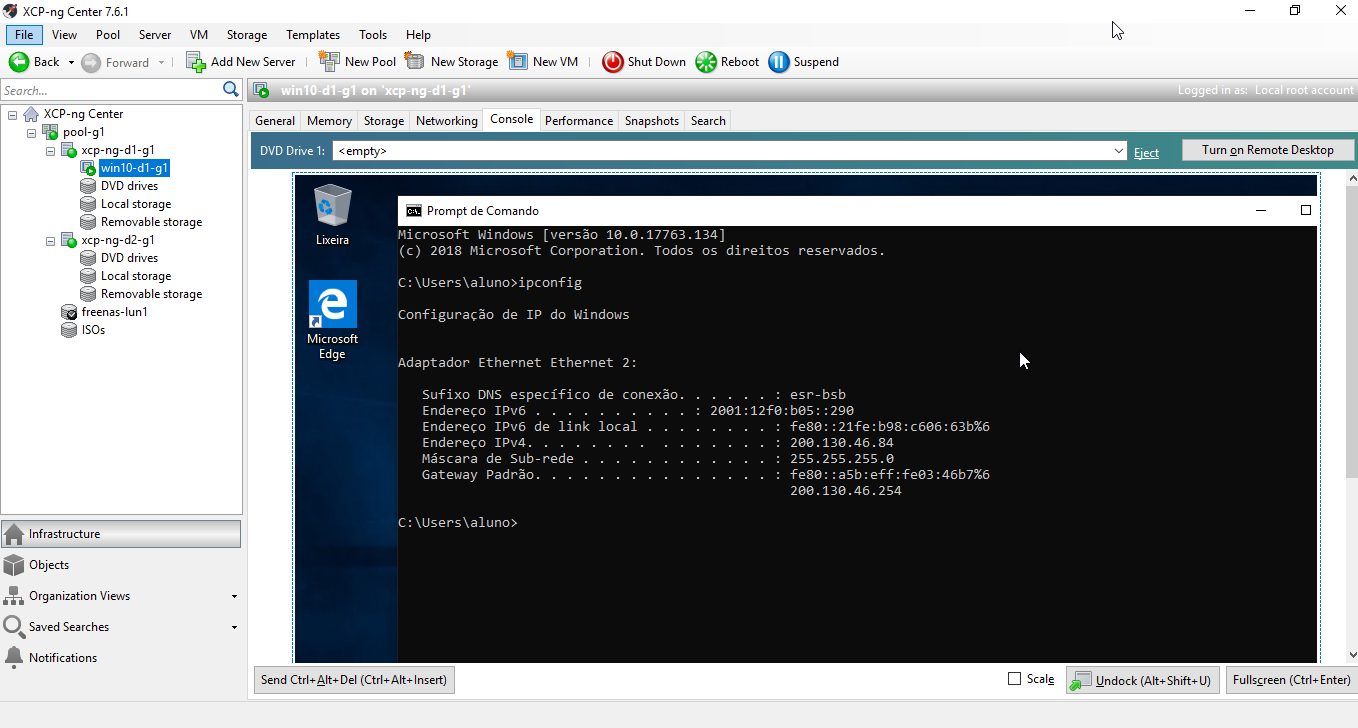 XCP-ng Center 7.6.1
File View Pool Server VM Storage Templates Tools Help
Back Forward Add New Server New Pool New Storage New VM Shut Down Reboot Suspend
Search...
win10-d1-g1 on 'xcp-ng-d1-g1' Logged in as: Local root account
XCP-ng Center
pool-g1
xcp-ng-d1-g1
win10-d1-g1
DVD drives
Local storage
Removable storage
xcp-ng-d2-g1
DVD drives
Local storage
Removable storage
freenas-lun1
ISOs
Infrastructure
Objects
Organization Views
Saved Searches
Notifications
General Memory Storage Networking Console Performance Snapshots Search
DVD Drive 1: <empty> Eject Turn on Remote Desktop
Lixeira
Microsoft
Edge
Prompt de Comando
Microsoft Windows [versão 10.0.17763.134]
(c) 2018 Microsoft Corporation. Todos os direitos reservados.
C:\Users\aluno>ipconfig
Configuração de IP do Windows
Adaptador Ethernet Ethernet 2:
Sufixo DNS específico de conexão. . . . . . : esr-bsb
Endereço IPv6 . . . . . . . . . . : 2001:12f0:b05::290
Endereço IPv6 de link local . . . . . . . . : fe80::21fe:b98:c606:63b%6
Endereço IPv4. . . . . . . . . . . . . . . : 200.130.46.84
Máscara de Sub-rede . . . . . . . . . . . . : 255.255.255.0
Gateway Padrão. . . . . . . . . . . . . . . : fe80::a5b:eff:fe03:46b7%6
200.130.46.254
C:\Users\aluno>
Send Ctrl+Alt+Del (Ctrl+Alt+Insert) Scale Undock (Alt+Shift+U) Fullscreen (Ctrl+Enter)